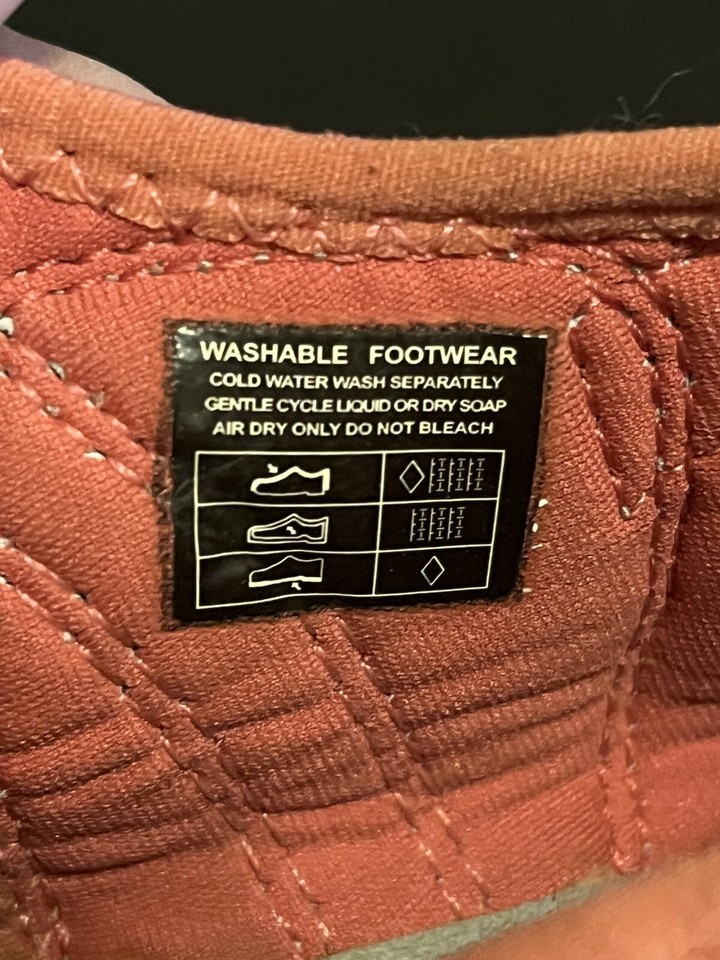 WASHABLE FOOTWEAR
COLD WATER WASH SEPARATELY
GENTLE CYCLE LIQUID OR DRY SOAP
AIR DRY ONLY DO NOT BLEACH